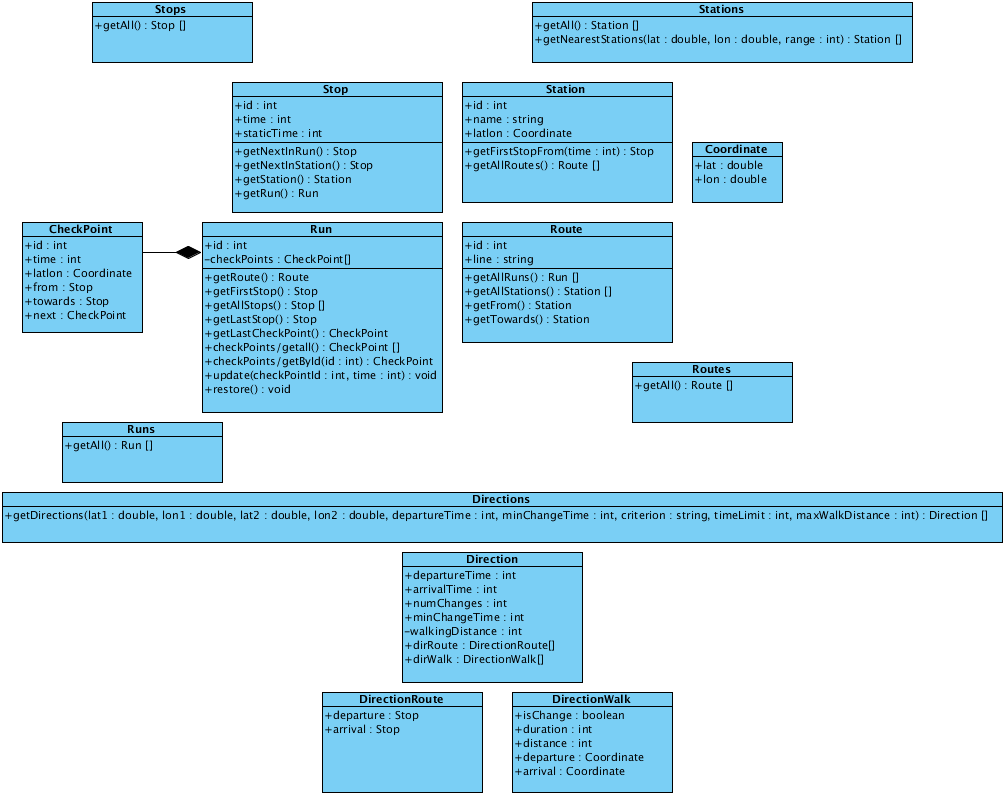 Stops
+getAll() : Stop []
Stations
+getAll() : Station []
+getNearestStations(lat : double, lon : double, range : int) : Station []
Stop
+id : int
+time : int
+staticTime : int
+getNextInRun() : Stop
+getNextInStation() : Stop
+getStation() : Station
+getRun() : Run
Station
+id : int
+name : string
+latlon : Coordinate
+getFirstStopFrom(time : int) : Stop
+getAllRoutes() : Route []
Coordinate
+lat : double
+lon : double
CheckPoint
+id : int
+time : int
+latlon : Coordinate
+from : Stop
+towards : Stop
+next : CheckPoint
Run
+id : int
-checkPoints : CheckPoint[]
+getRoute() : Route
+getFirstStop() : Stop
+getAllStops() : Stop []
+getLastStop() : Stop
+getLastCheckPoint() : CheckPoint
+checkPoints/getall() : CheckPoint []
+checkPoints/getById(id : int) : CheckPoint
+update(checkPointId : int, time : int) : void
+restore() : void
Route
+id : int
+line : string
+getAllRuns() : Run []
+getAllStations() : Station []
+getFrom() : Station
+getTowards() : Station
Routes
+getAll() : Route []
Runs
+getAll() : Run []
Directions
+getDirections(lat1 : double, lon1 : double, lat2 : double, lon2 : double, departureTime : int, minChangeTime : int, criterion : string, timeLimit : int, maxWalkDistance : int) : Direction []
Direction
+departureTime : int
+arrivalTime : int
+numChanges : int
+minChangeTime : int
-walkingDistance : int
+dirRoute : DirectionRoute[]
+dirWalk : DirectionWalk[]
DirectionRoute
+departure : Stop
+arrival : Stop
DirectionWalk
+isChange : boolean
+duration : int
+distance : int
+departure : Coordinate
+arrival : Coordinate